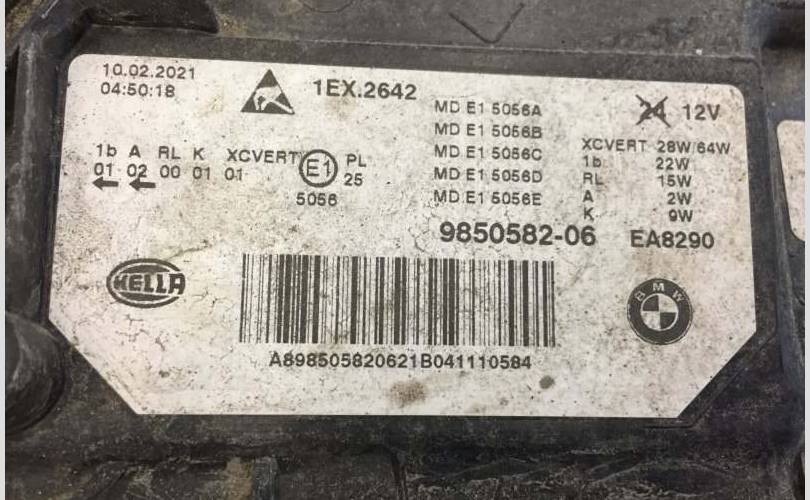 10.02.2021
04:50:18
1EX.2642
24 12V
MD E1 5056A
MD E1 5056B
MD E1 5056C
MD E1 5056D
MD E1 5056E
XCVERT 28W/64W
1b 22W
RL 15W
A 2W
K 9W
1b A RL K XCVERT
01 02 00 01 01
E1
PL
25
5056
9850582-06 EA8290
HELLA
BMW
A898505820621B041110584